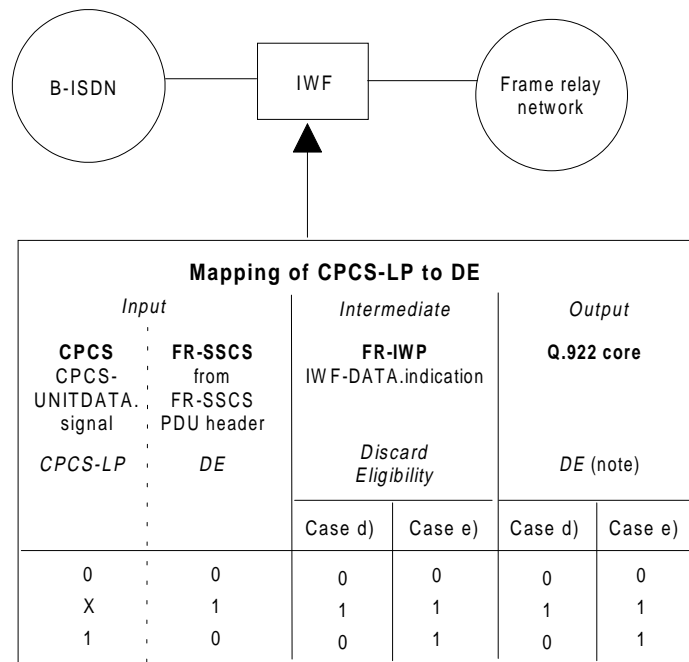 B-ISDN
IWF
Frame relay
network
Mapping of CPCS-LP to DE
Input
Intermediate
Output
CPCS
CPCS-
UNITDATA.
signal
CPCS-LP
FR-SSCS
from
FR-SSCS
PDU header
DE
FR-IWP
IWF-DATA.indication
Discard
Eligibility
Q.922 core
DE (note)
Case d) Case e) Case d) Case e)
0 0 0 0 0 0
X 1 1 1 1 1
1 0 0 1 0 1